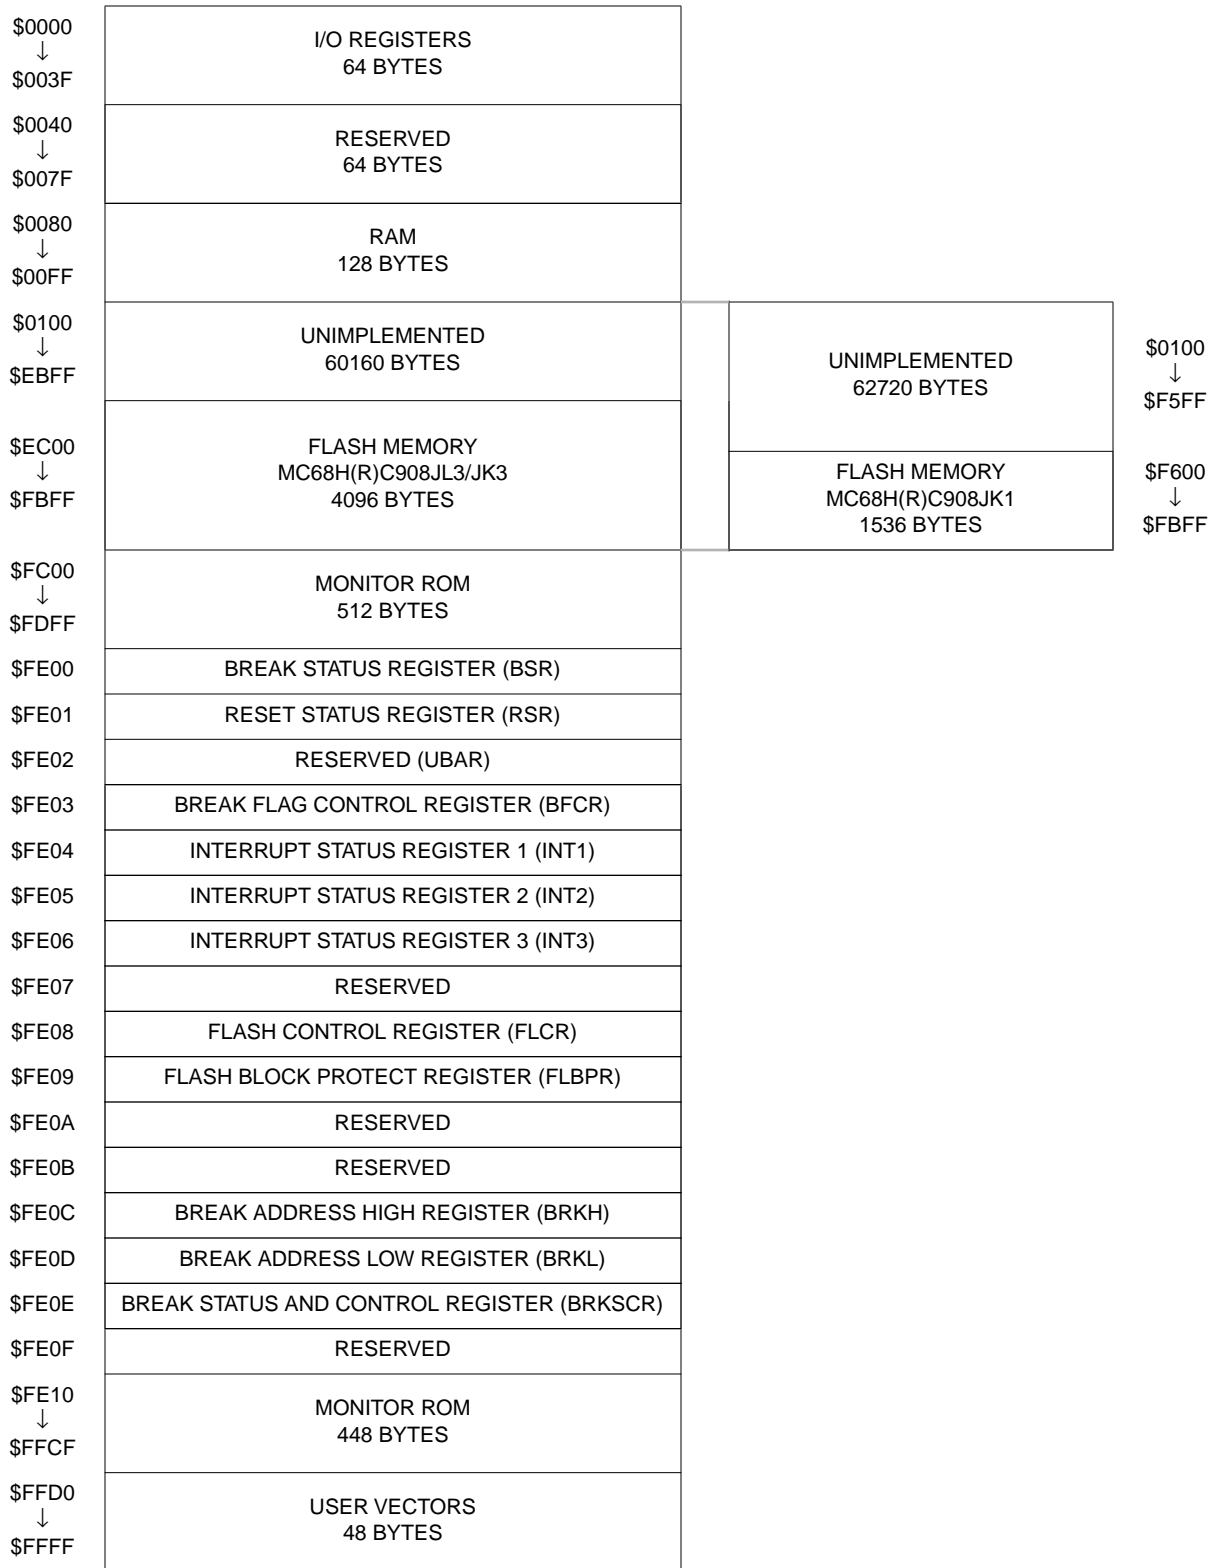 $0000
↓
$003F
I/O REGISTERS
64 BYTES
$0040
↓
$007F
RESERVED
64 BYTES
$0080
↓
$00FF
RAM
128 BYTES
$0100
↓
$EBFF
UNIMPLEMENTED
60160 BYTES
UNIMPLEMENTED
62720 BYTES
$0100
↓
$F5FF
$EC00
↓
$FBFF
FLASH MEMORY
MC68H(R)C908JL3/JK3
4096 BYTES
FLASH MEMORY
MC68H(R)C908JK1
1536 BYTES
$F600
↓
$FBFF
$FC00
↓
$FDFF
MONITOR ROM
512 BYTES
$FE00 BREAK STATUS REGISTER (BSR)
$FE01 RESET STATUS REGISTER (RSR)
$FE02 RESERVED (UBAR)
$FE03 BREAK FLAG CONTROL REGISTER (BFCR)
$FE04 INTERRUPT STATUS REGISTER 1 (INT1)
$FE05 INTERRUPT STATUS REGISTER 2 (INT2)
$FE06 INTERRUPT STATUS REGISTER 3 (INT3)
$FE07 RESERVED
$FE08 FLASH CONTROL REGISTER (FLCR)
$FE09 FLASH BLOCK PROTECT REGISTER (FLBPR)
$FE0A RESERVED
$FE0B RESERVED
$FE0C BREAK ADDRESS HIGH REGISTER (BRKH)
$FE0D BREAK ADDRESS LOW REGISTER (BRKL)
$FE0E BREAK STATUS AND CONTROL REGISTER (BRKSCR)
$FE0F RESERVED
$FE10
↓
$FFCF
MONITOR ROM
448 BYTES
$FFD0
↓
$FFFF
USER VECTORS
48 BYTES